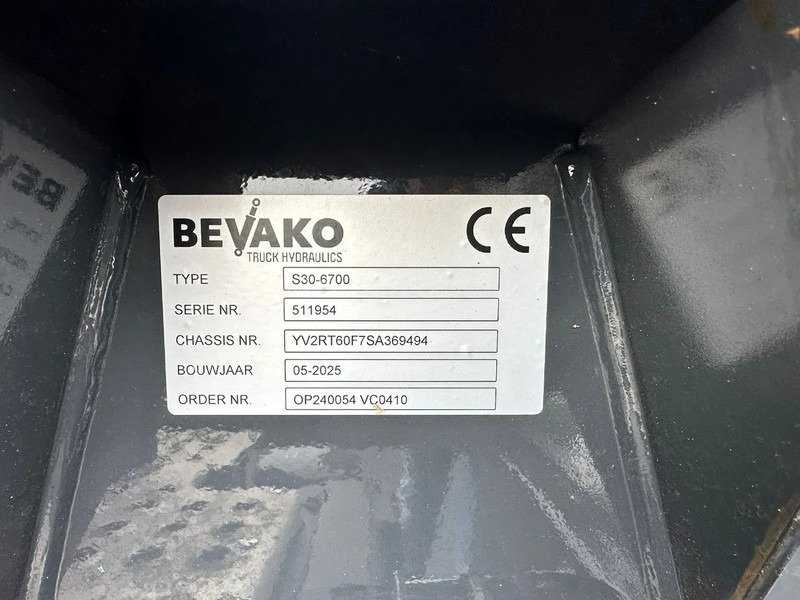 BEVAKO
TRUCK HYDRAULICS
CE
TYPE S30-6700
SERIE NR. 511954
CHASSIS NR. YV2RT60F7SA369494
BOUWJAAR 05-2025
ORDER NR. OP240054 VC0410